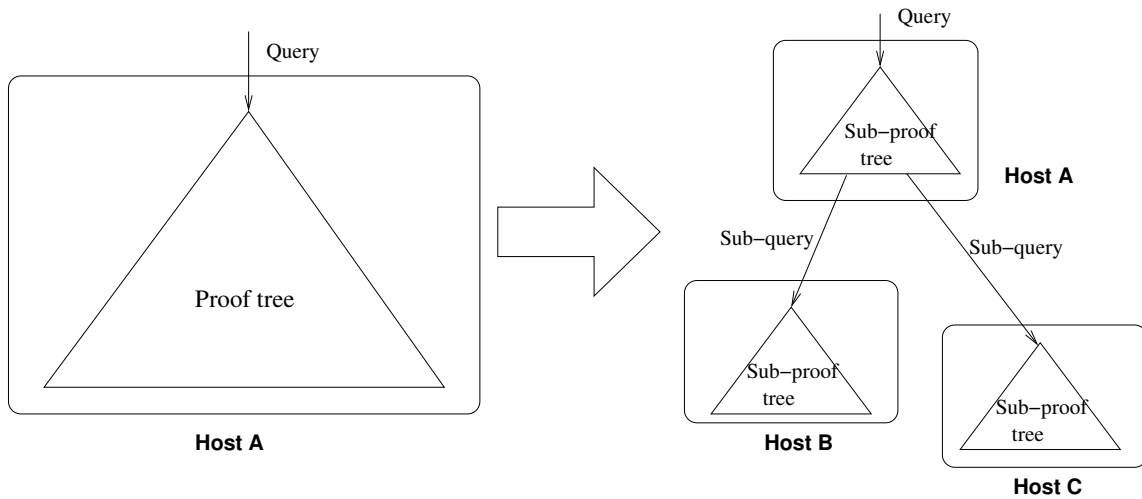 Query
Proof tree
Host A
Query
Sub−proof
tree
Host A
Sub−query
Sub−query
Sub−proof
tree
Host B
Sub−proof
tree
Host C